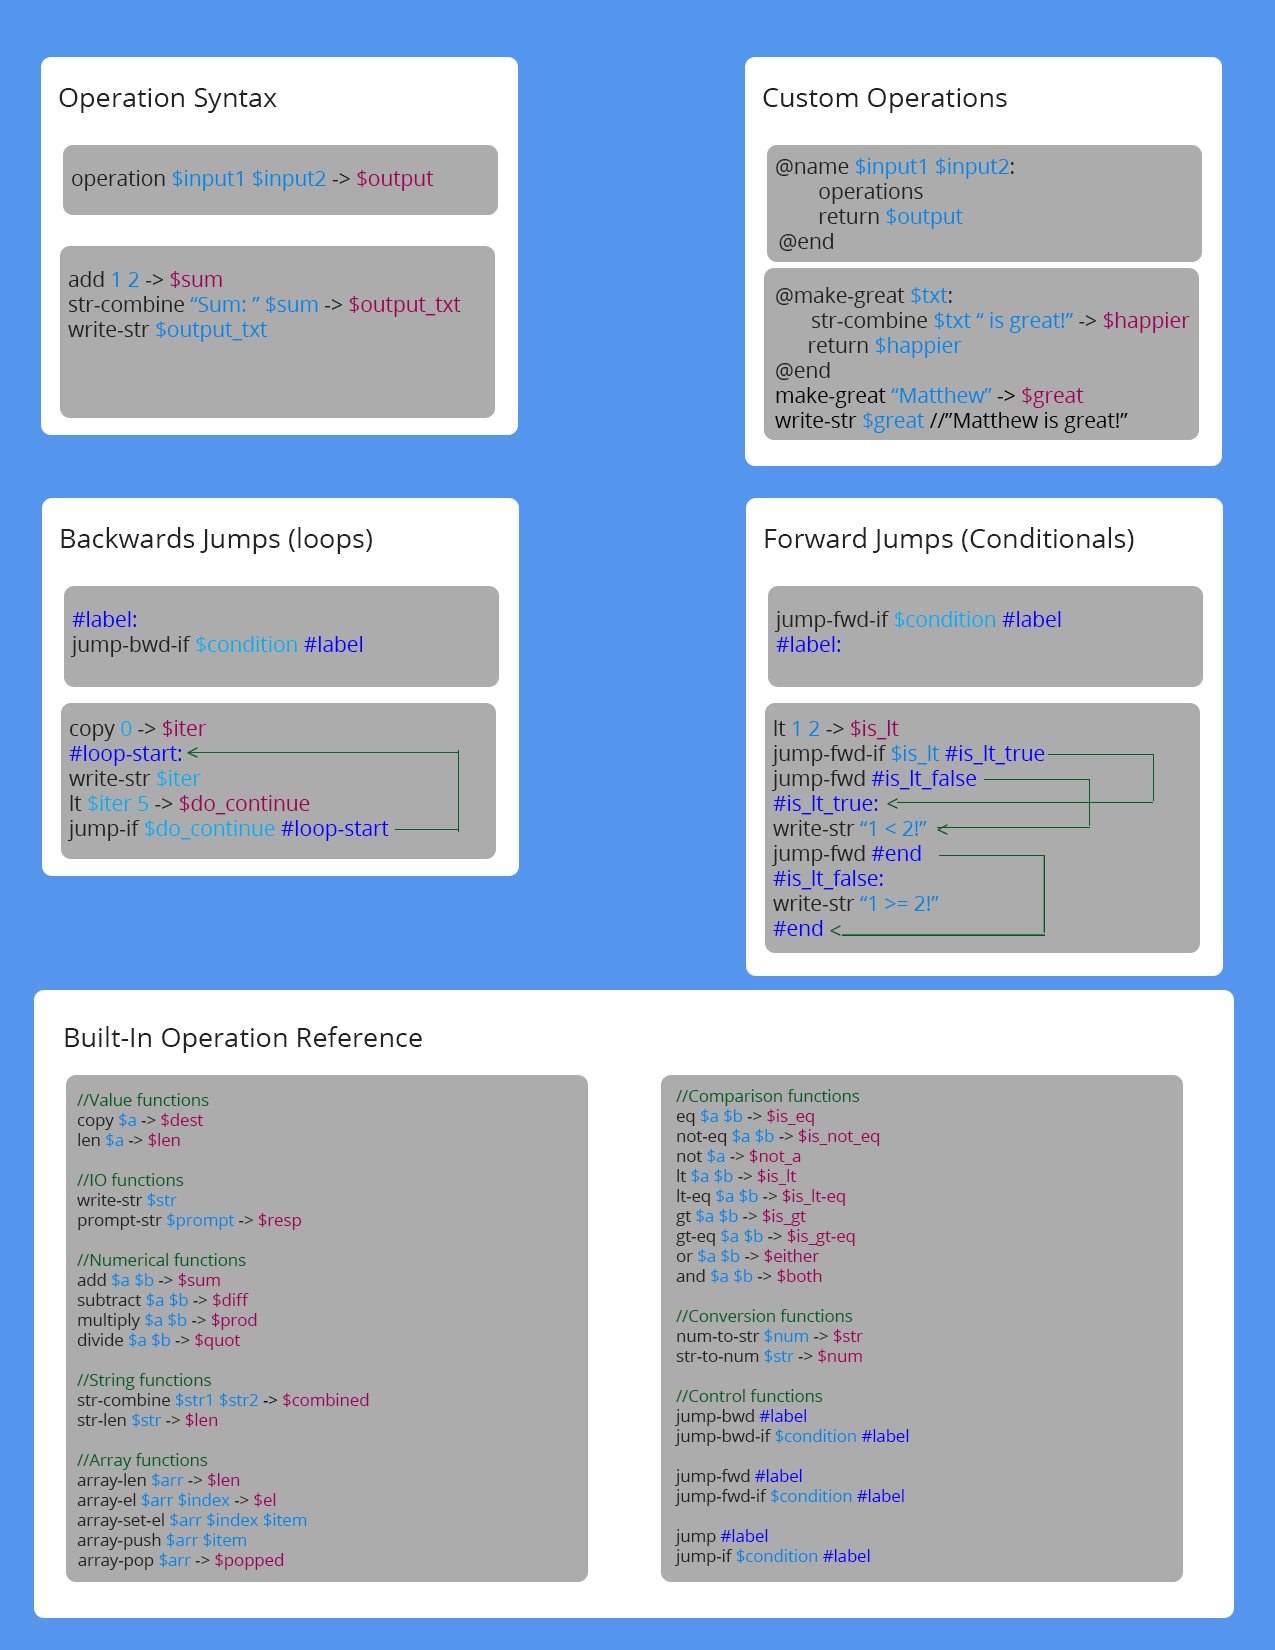 Operation Syntax
operation $input1 $input2 -> $output
add 1 2 -> $sum
str-combine “Sum: ” $sum -> $output_txt
write-str $output_txt
Custom Operations
@name $input1 $input2:
operations
return $output
@end
@make-great $txt:
str-combine $txt “ is great!” -> $happier
return $happier
@end
make-great “Matthew” -> $great
write-str $great //”Matthew is great!”
Backwards Jumps (loops)
#label:
jump-bwd-if $condition #label
copy 0 -> $iter
#loop-start:
write-str $iter
lt $iter 5 -> $do_continue
jump-if $do_continue #loop-start
Forward Jumps (Conditionals)
jump-fwd-if $condition #label
#label:
lt 1 2 -> $is_lt
jump-fwd-if $is_lt #is_lt_true
jump-fwd #is_lt_false
#is_lt_true:
write-str “1 < 2!”
jump-fwd #end
#is_lt_false:
write-str “1 >= 2!”
#end
Built-In Operation Reference
//Value functions
copy $a -> $dest
len $a -> $len
//IO functions
write-str $str
prompt-str $prompt -> $resp
//Numerical functions
add $a $b -> $sum
subtract $a $b -> $diff
multiply $a $b -> $prod
divide $a $b -> $quot
//String functions
str-combine $str1 $str2 -> $combined
str-len $str -> $len
//Array functions
array-len $arr -> $len
array-el $arr $index -> $el
array-set-el $arr $index $item
array-push $arr $item
array-pop $arr -> $popped
//Comparison functions
eq $a $b -> $is_eq
not-eq $a $b -> $is_not_eq
not $a -> $not_a
lt $a $b -> $is_lt
lt-eq $a $b -> $is_lt-eq
gt $a $b -> $is_gt
gt-eq $a $b -> $is_gt-eq
or $a $b -> $either
and $a $b -> $both
//Conversion functions
num-to-str $num -> $str
str-to-num $str -> $num
//Control functions
jump-bwd #label
jump-bwd-if $condition #label
jump-fwd #label
jump-fwd-if $condition #label
jump #label
jump-if $condition #label